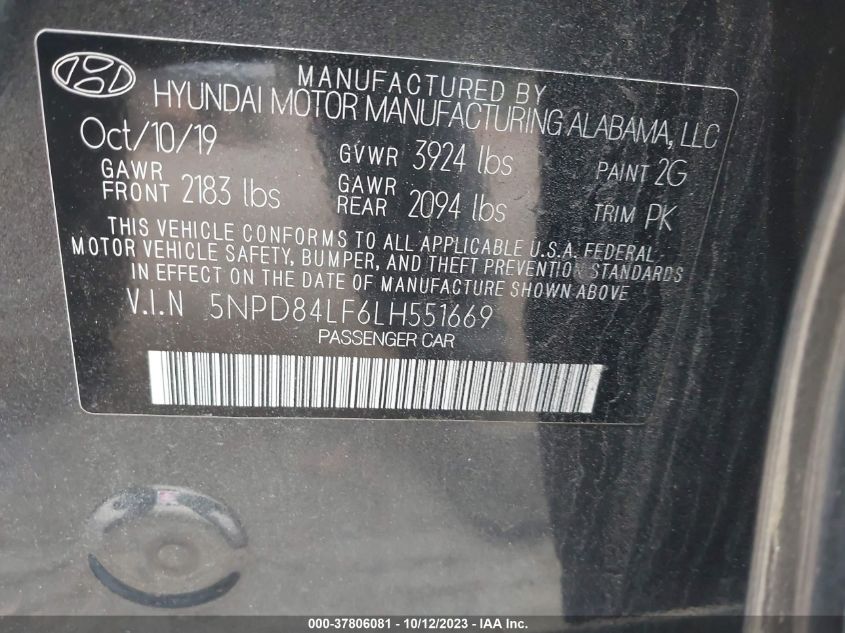 MANUFACTURED BY
HYUNDAI MOTOR MANUFACTURING ALABAMA, LLC
Oct/10/19 GVWR 3924 lbs PAINT 2G
GAWR FRONT 2183 lbs GAWR REAR 2094 lbs TRIM PK
THIS VEHICLE CONFORMS TO ALL APPLICABLE U.S.A. FEDERAL
MOTOR VEHICLE SAFETY, BUMPER, AND THEFT PREVENTION STANDARDS
IN EFFECT ON THE DATE OF MANUFACTURE SHOWN ABOVE
V.I.N 5NPD84LF6LH551669
PASSENGER CAR
000-37806081 - 10/12/2023 - IAA Inc.